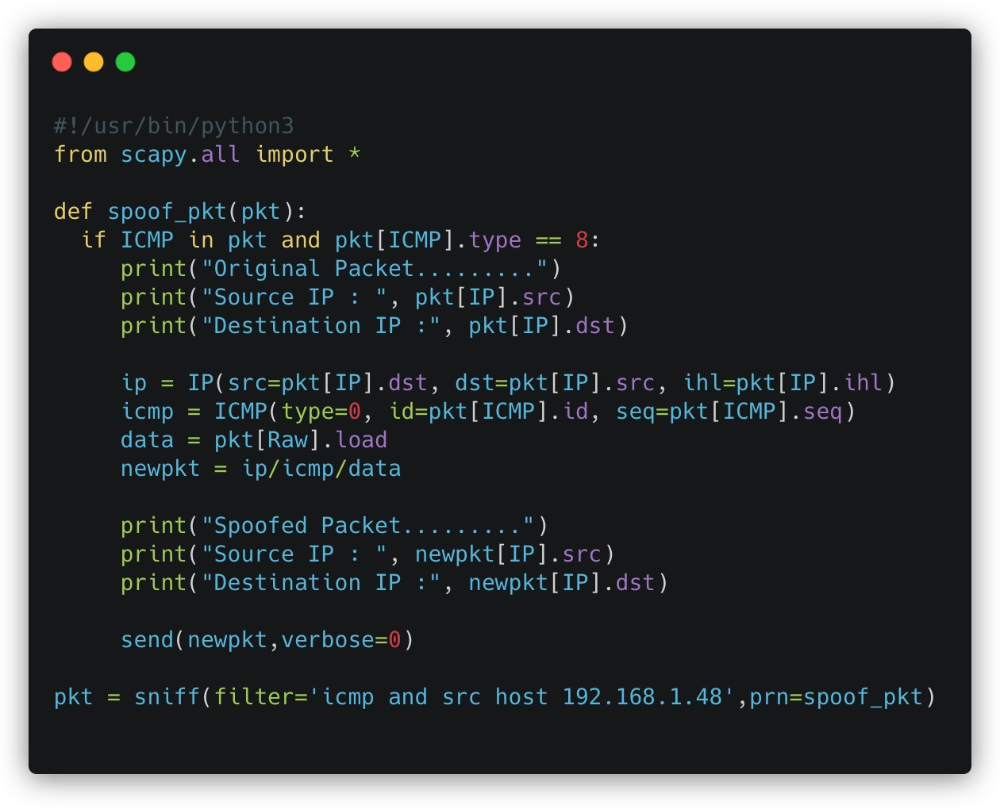 #!/usr/bin/python3
from scapy.all import *

def spoof_pkt(pkt):
  if ICMP in pkt and pkt[ICMP].type == 8:
     print("Original Packet.........")
     print("Source IP : ", pkt[IP].src)
     print("Destination IP :", pkt[IP].dst)

     ip = IP(src=pkt[IP].dst, dst=pkt[IP].src, ihl=pkt[IP].ihl)
     icmp = ICMP(type=0, id=pkt[ICMP].id, seq=pkt[ICMP].seq)
     data = pkt[Raw].load
     newpkt = ip/icmp/data

     print("Spoofed Packet.........")
     print("Source IP : ", newpkt[IP].src)
     print("Destination IP :", newpkt[IP].dst)

     send(newpkt,verbose=0)

pkt = sniff(filter='icmp and src host 192.168.1.48',prn=spoof_pkt)